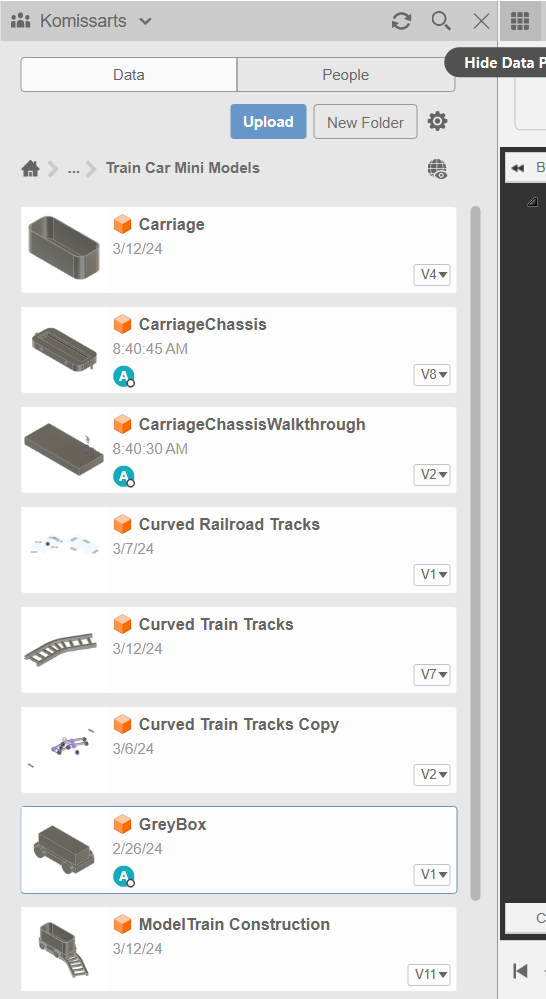 Komissarts
Hide Data P
Data
People
Upload
New Folder
...
Train Car Mini Models
B
Carriage
3/12/24
V4
CarriageChassis
8:40:45 AM
A
V8
CarriageChassisWalkthrough
8:40:30 AM
A
V2
Curved Railroad Tracks
3/7/24
V1
Curved Train Tracks
3/12/24
V7
Curved Train Tracks Copy
3/6/24
V2
GreyBox
2/26/24
A
V1
ModelTrain Construction
3/12/24
V11
C